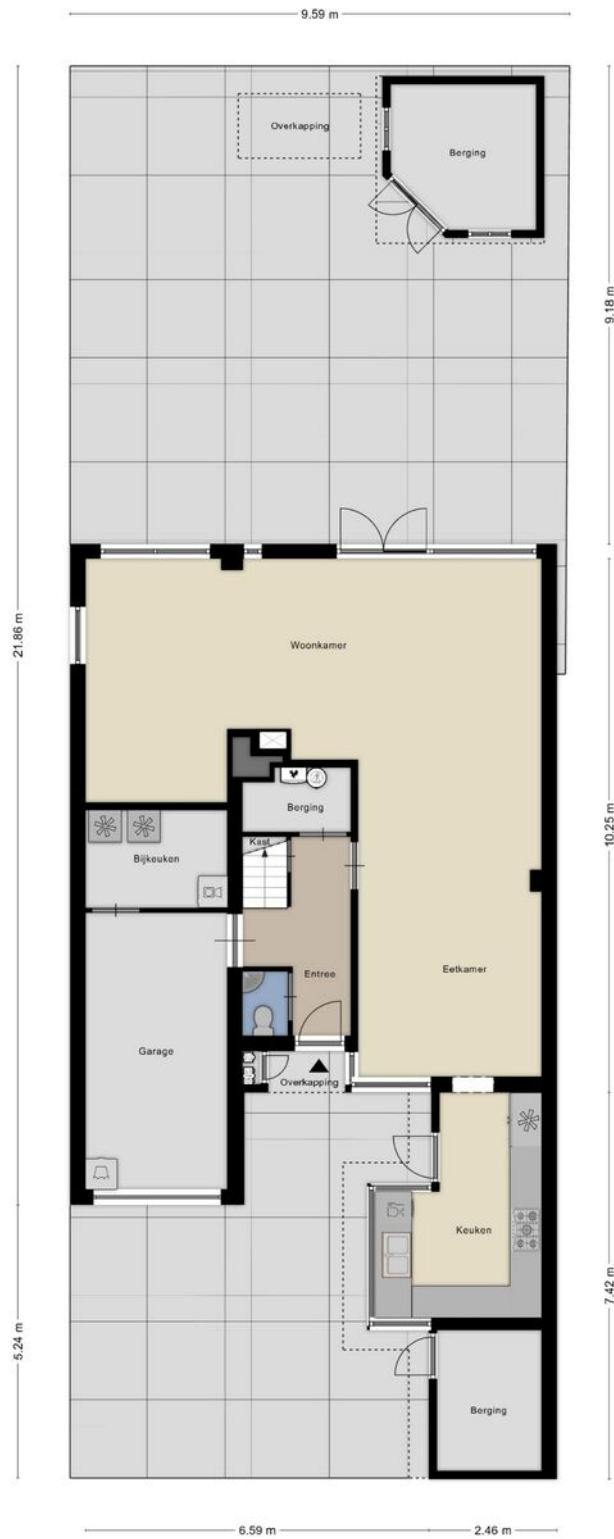 9.59 m
Overkapping
Berging
9.18 m
21.86 m
Woonkamer
Berging
10.25 m
Kast
Bijkeuken
Eetkamer
Entree
Garage
Overkapping
Keuken
7.42 m
5.24 m
Berging
6.59 m
2.46 m